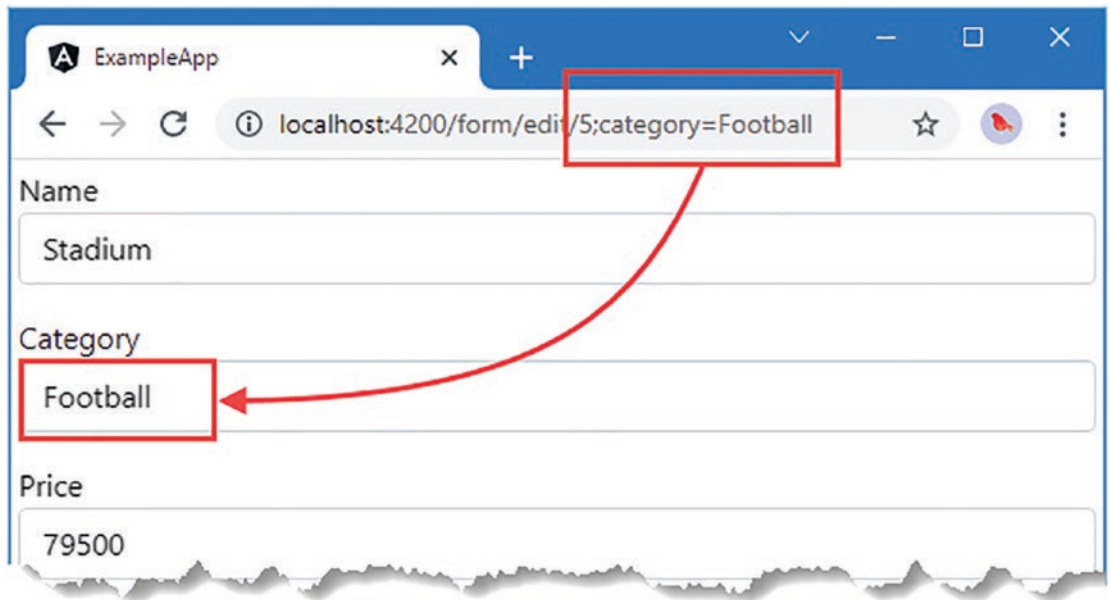 ExampleApp
localhost:4200/form/edit/5;category=Football
Name
Stadium
Category
Football
Price
79500